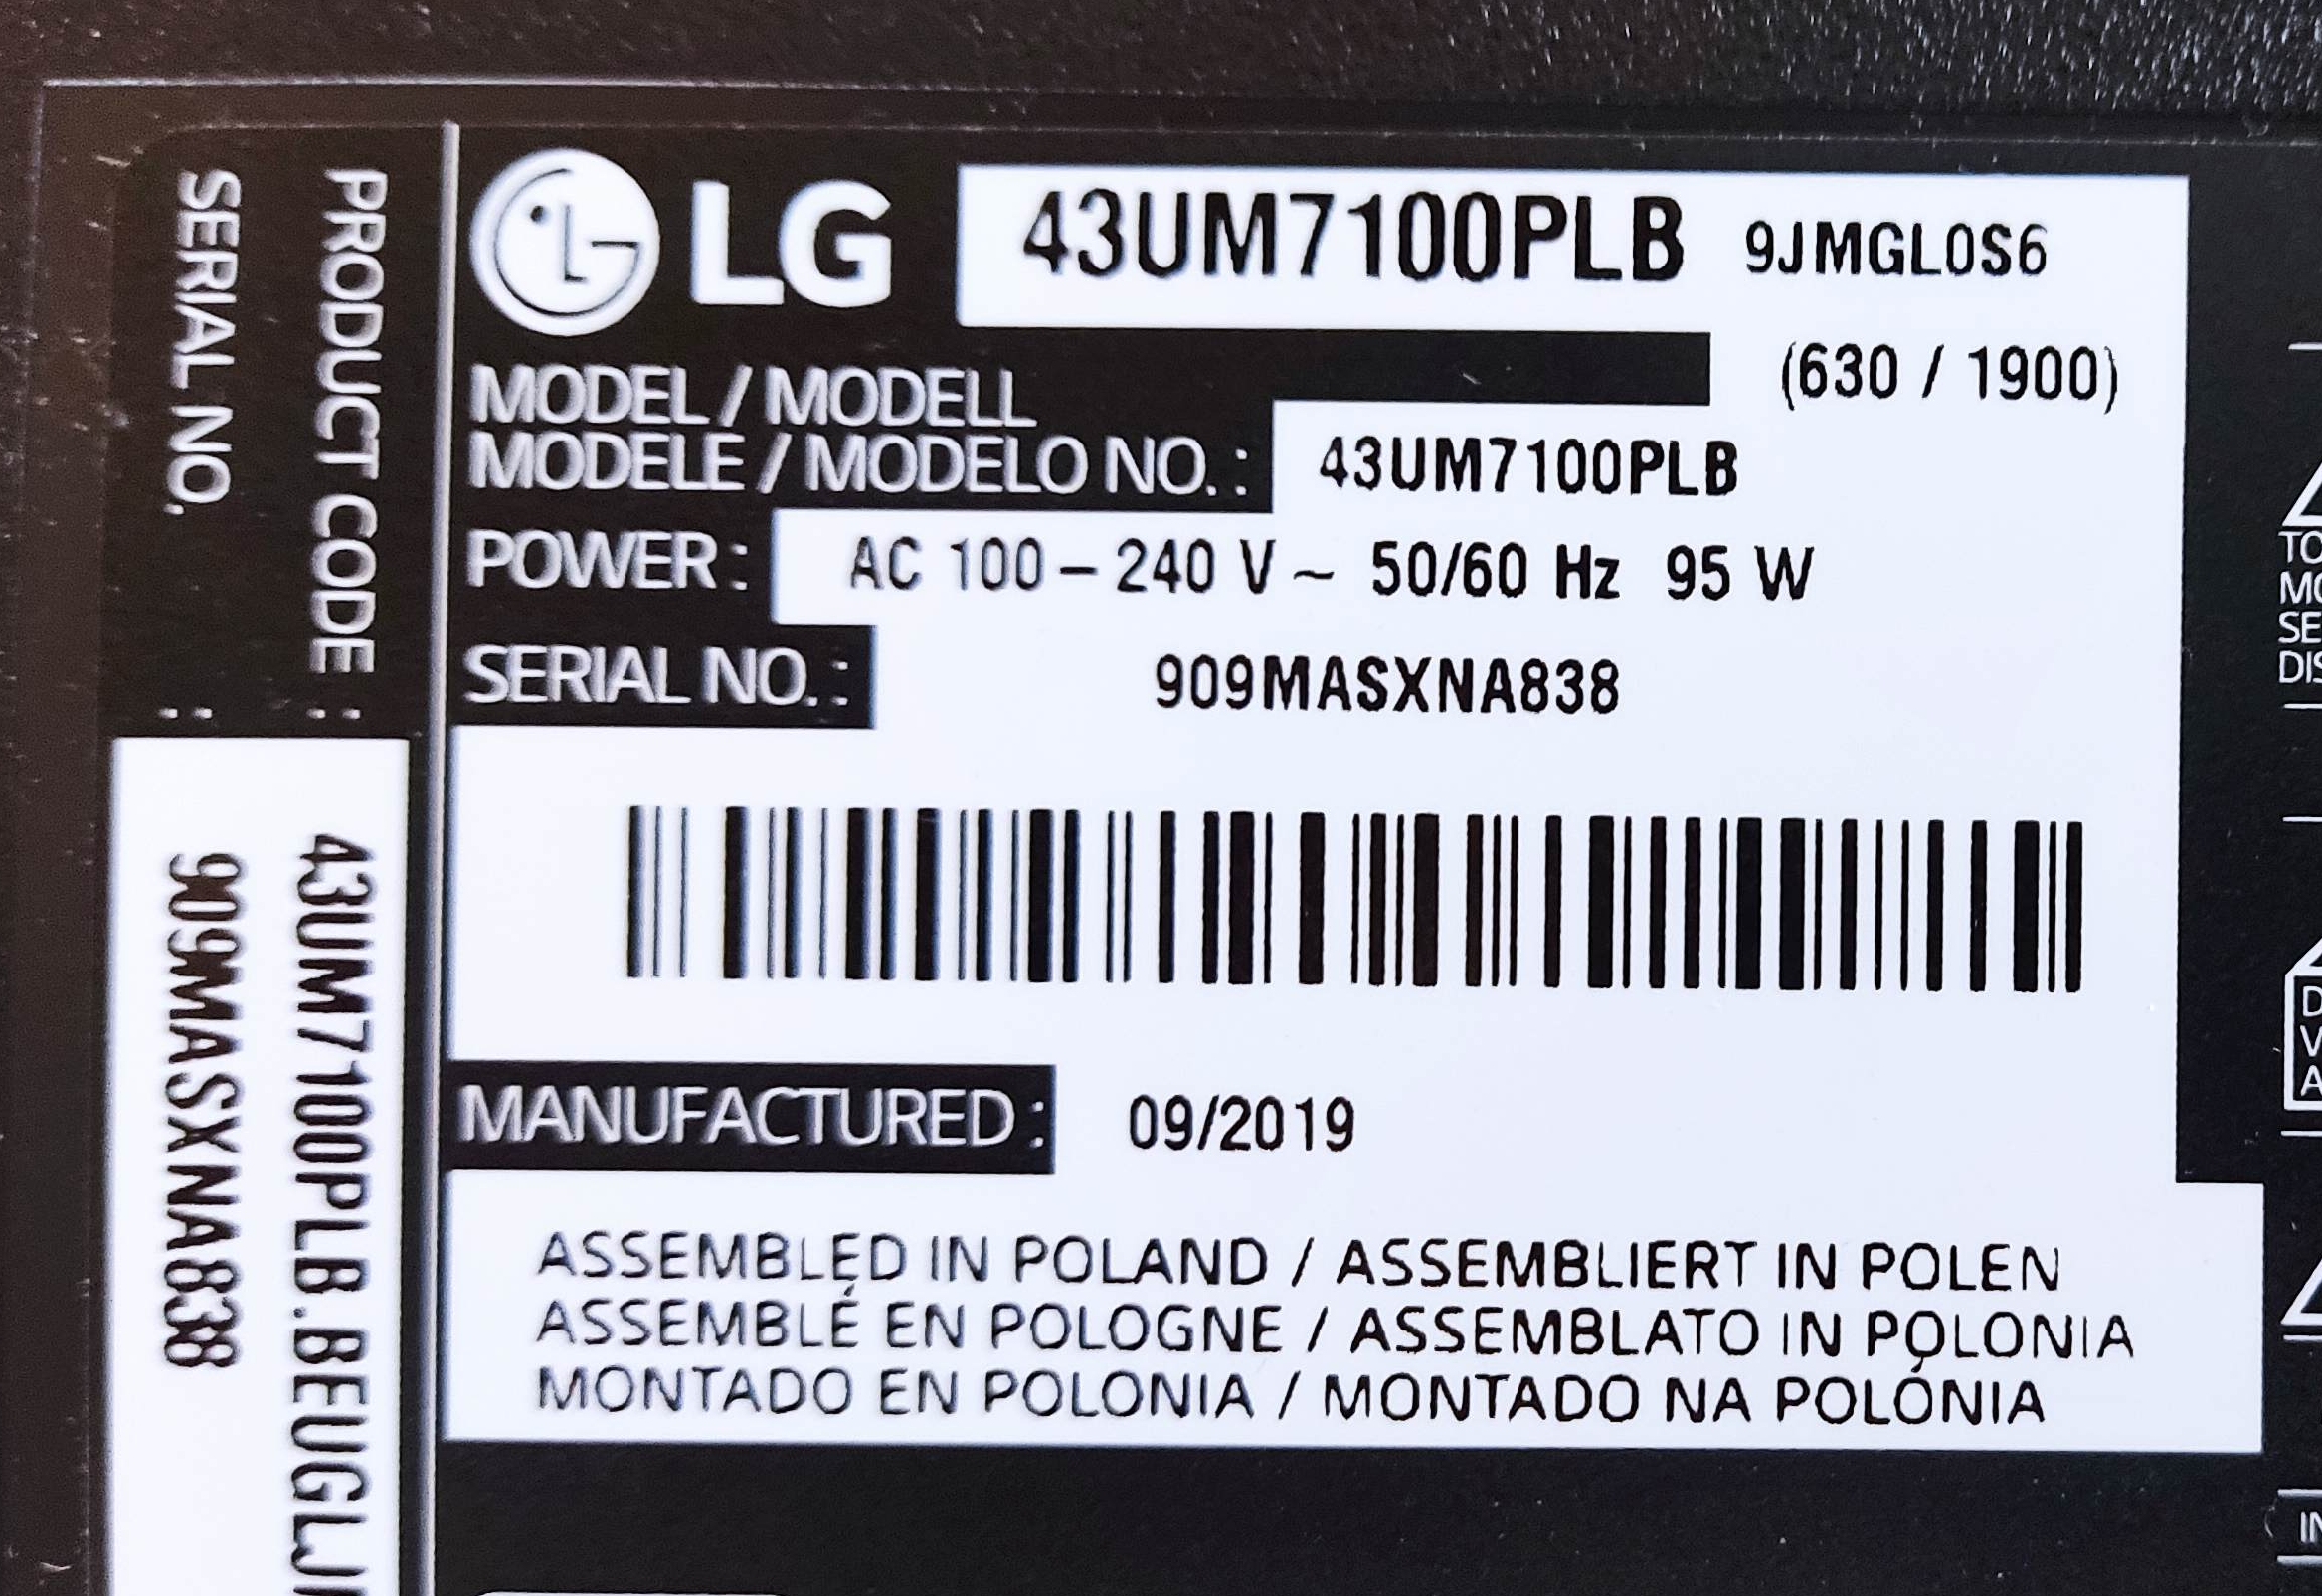 LG 43UM7100PLB 9JMGL0S6
(630 / 1900)
MODEL / MODELL
MODELE / MODELO NO. : 43UM7100PLB
POWER : AC 100 – 240 V ~ 50/60 Hz 95 W
SERIAL NO. : 909MASXNA838
MANUFACTURED : 09/2019
ASSEMBLED IN POLAND / ASSEMBLIERT IN POLEN
ASSEMBLÉ EN POLOGNE / ASSEMBLATO IN POLONIA
MONTADO EN POLONIA / MONTADO NA POLÓNIA
PRODUCT CODE : 43UM7100PLB.BEUGLJ
SERIAL NO. : 909MASXNA838